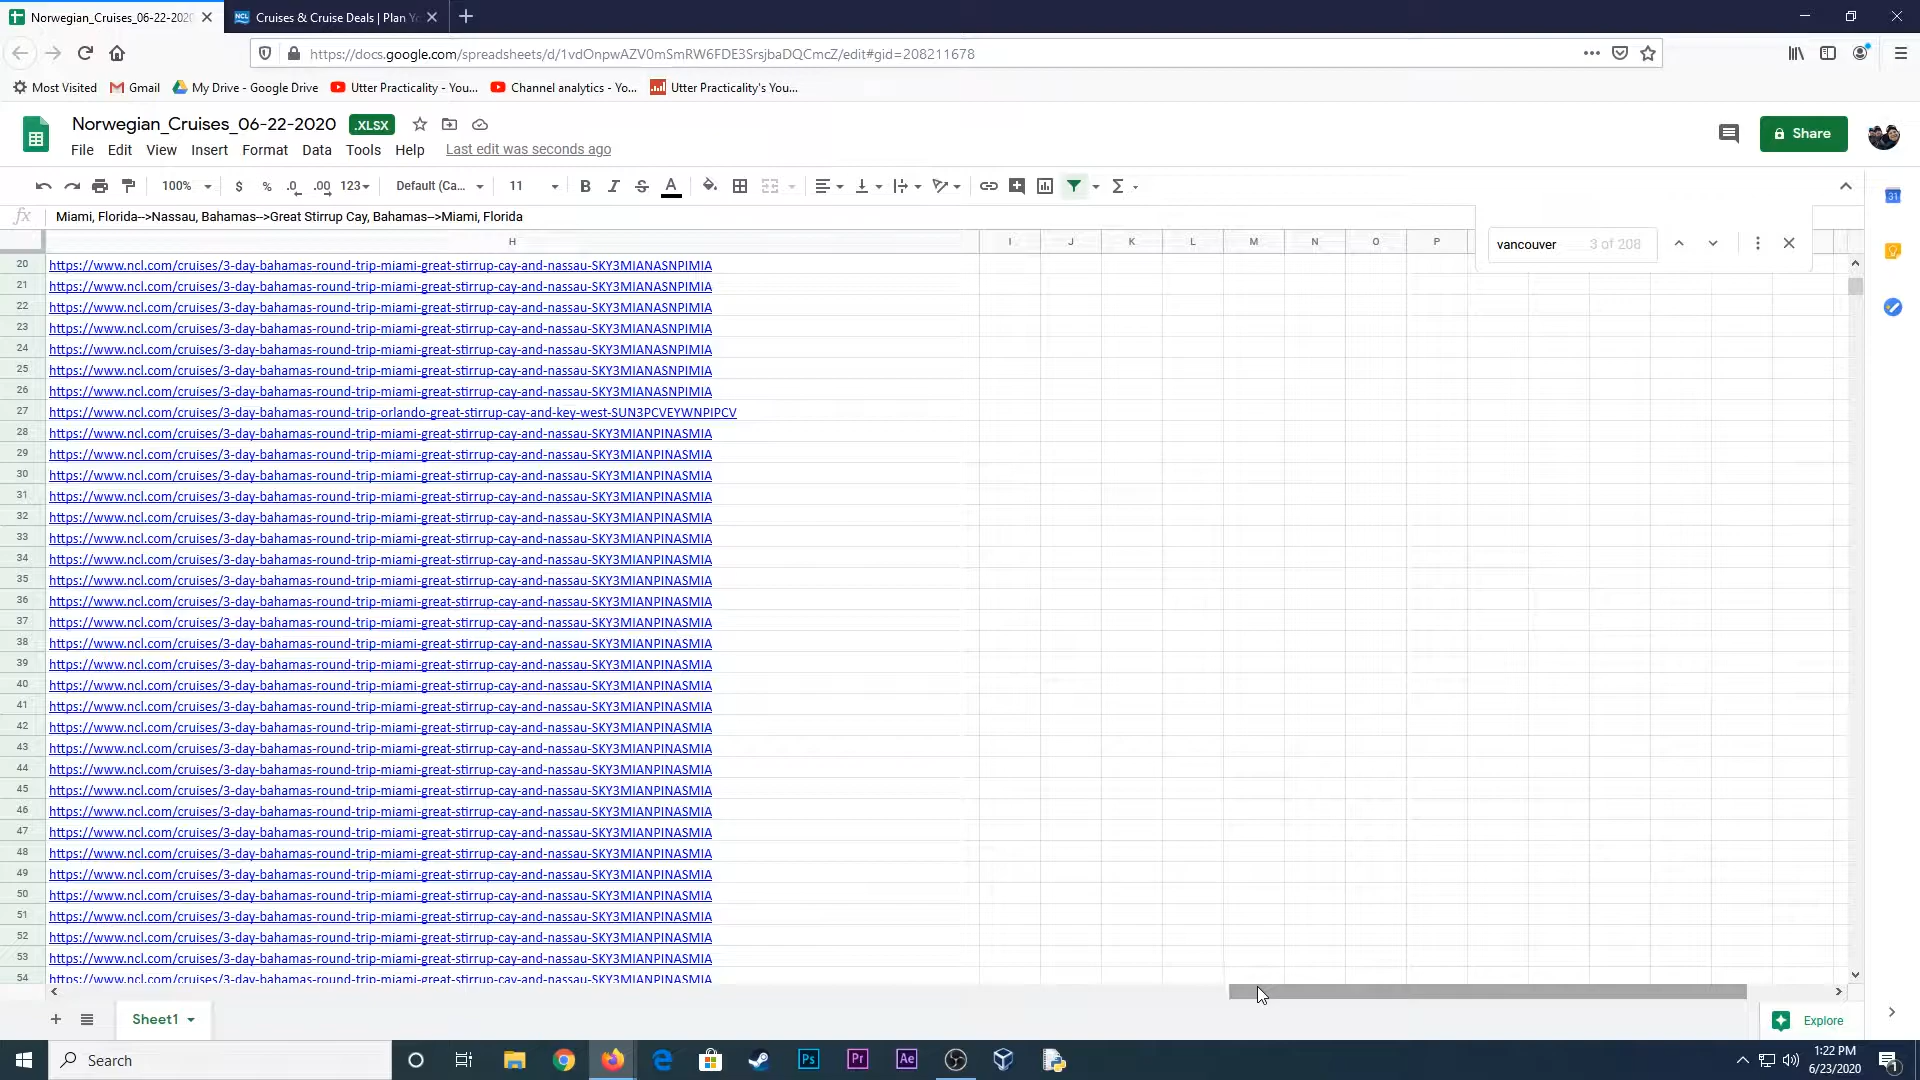 Norwegian_Cruises_06-22-2020
Cruises & Cruise Deals | Plan Yo
https://docs.google.com/spreadsheets/d/1vdOnpwAZV0mSmRW6FDE3SrsjbaDQCmcZ/edit#gid=208211678
Most Visited Gmail My Drive - Google Drive Utter Practicality - You... Channel analytics - Yo... Utter Practicality's You...
Norwegian_Cruises_06-22-2020 .XLSX
Share
File Edit View Insert Format Data Tools Help Last edit was seconds ago
100% $ % .0 .00 123 Default (Ca... 11 B I S A
fx Miami, Florida-->Nassau, Bahamas-->Great Stirrup Cay, Bahamas-->Miami, Florida
H I J K L M N O P
vancouver 3 of 208
20 https://www.ncl.com/cruises/3-day-bahamas-round-trip-miami-great-stirrup-cay-and-nassau-SKY3MIANASNPIMIA
21 https://www.ncl.com/cruises/3-day-bahamas-round-trip-miami-great-stirrup-cay-and-nassau-SKY3MIANASNPIMIA
22 https://www.ncl.com/cruises/3-day-bahamas-round-trip-miami-great-stirrup-cay-and-nassau-SKY3MIANASNPIMIA
23 https://www.ncl.com/cruises/3-day-bahamas-round-trip-miami-great-stirrup-cay-and-nassau-SKY3MIANASNPIMIA
24 https://www.ncl.com/cruises/3-day-bahamas-round-trip-miami-great-stirrup-cay-and-nassau-SKY3MIANASNPIMIA
25 https://www.ncl.com/cruises/3-day-bahamas-round-trip-miami-great-stirrup-cay-and-nassau-SKY3MIANASNPIMIA
26 https://www.ncl.com/cruises/3-day-bahamas-round-trip-miami-great-stirrup-cay-and-nassau-SKY3MIANASNPIMIA
27 https://www.ncl.com/cruises/3-day-bahamas-round-trip-orlando-great-stirrup-cay-and-key-west-SUN3PCVEYWNPIPCV
28 https://www.ncl.com/cruises/3-day-bahamas-round-trip-miami-great-stirrup-cay-and-nassau-SKY3MIANPINASMIA
29 https://www.ncl.com/cruises/3-day-bahamas-round-trip-miami-great-stirrup-cay-and-nassau-SKY3MIANPINASMIA
30 https://www.ncl.com/cruises/3-day-bahamas-round-trip-miami-great-stirrup-cay-and-nassau-SKY3MIANPINASMIA
31 https://www.ncl.com/cruises/3-day-bahamas-round-trip-miami-great-stirrup-cay-and-nassau-SKY3MIANPINASMIA
32 https://www.ncl.com/cruises/3-day-bahamas-round-trip-miami-great-stirrup-cay-and-nassau-SKY3MIANPINASMIA
33 https://www.ncl.com/cruises/3-day-bahamas-round-trip-miami-great-stirrup-cay-and-nassau-SKY3MIANPINASMIA
34 https://www.ncl.com/cruises/3-day-bahamas-round-trip-miami-great-stirrup-cay-and-nassau-SKY3MIANPINASMIA
35 https://www.ncl.com/cruises/3-day-bahamas-round-trip-miami-great-stirrup-cay-and-nassau-SKY3MIANPINASMIA
36 https://www.ncl.com/cruises/3-day-bahamas-round-trip-miami-great-stirrup-cay-and-nassau-SKY3MIANPINASMIA
37 https://www.ncl.com/cruises/3-day-bahamas-round-trip-miami-great-stirrup-cay-and-nassau-SKY3MIANPINASMIA
38 https://www.ncl.com/cruises/3-day-bahamas-round-trip-miami-great-stirrup-cay-and-nassau-SKY3MIANPINASMIA
39 https://www.ncl.com/cruises/3-day-bahamas-round-trip-miami-great-stirrup-cay-and-nassau-SKY3MIANPINASMIA
40 https://www.ncl.com/cruises/3-day-bahamas-round-trip-miami-great-stirrup-cay-and-nassau-SKY3MIANPINASMIA
41 https://www.ncl.com/cruises/3-day-bahamas-round-trip-miami-great-stirrup-cay-and-nassau-SKY3MIANPINASMIA
42 https://www.ncl.com/cruises/3-day-bahamas-round-trip-miami-great-stirrup-cay-and-nassau-SKY3MIANPINASMIA
43 https://www.ncl.com/cruises/3-day-bahamas-round-trip-miami-great-stirrup-cay-and-nassau-SKY3MIANPINASMIA
44 https://www.ncl.com/cruises/3-day-bahamas-round-trip-miami-great-stirrup-cay-and-nassau-SKY3MIANPINASMIA
45 https://www.ncl.com/cruises/3-day-bahamas-round-trip-miami-great-stirrup-cay-and-nassau-SKY3MIANPINASMIA
46 https://www.ncl.com/cruises/3-day-bahamas-round-trip-miami-great-stirrup-cay-and-nassau-SKY3MIANPINASMIA
47 https://www.ncl.com/cruises/3-day-bahamas-round-trip-miami-great-stirrup-cay-and-nassau-SKY3MIANPINASMIA
48 https://www.ncl.com/cruises/3-day-bahamas-round-trip-miami-great-stirrup-cay-and-nassau-SKY3MIANPINASMIA
49 https://www.ncl.com/cruises/3-day-bahamas-round-trip-miami-great-stirrup-cay-and-nassau-SKY3MIANPINASMIA
50 https://www.ncl.com/cruises/3-day-bahamas-round-trip-miami-great-stirrup-cay-and-nassau-SKY3MIANPINASMIA
51 https://www.ncl.com/cruises/3-day-bahamas-round-trip-miami-great-stirrup-cay-and-nassau-SKY3MIANPINASMIA
52 https://www.ncl.com/cruises/3-day-bahamas-round-trip-miami-great-stirrup-cay-and-nassau-SKY3MIANPINASMIA
53 https://www.ncl.com/cruises/3-day-bahamas-round-trip-miami-great-stirrup-cay-and-nassau-SKY3MIANPINASMIA
54 https://www.ncl.com/cruises/3-day-bahamas-round-trip-miami-great-stirrup-cay-and-nassau-SKY3MIANPINASMIA
Sheet1
Explore
Search
Ps Pr Ae
1:22 PM
6/23/2020